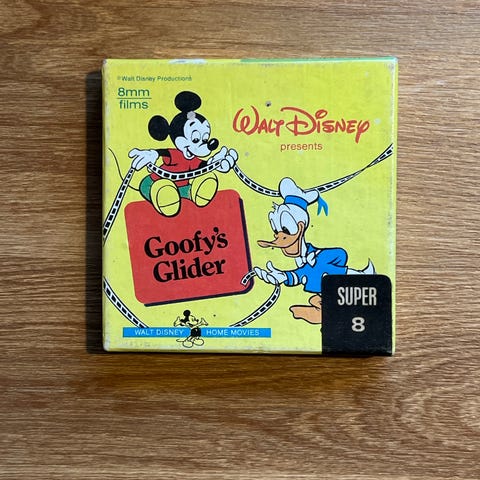 © Walt Disney Productions
8mm
films
WALT DISNEY
presents
Goofy's
Glider
SUPER
8
WALT DISNEY HOME MOVIES